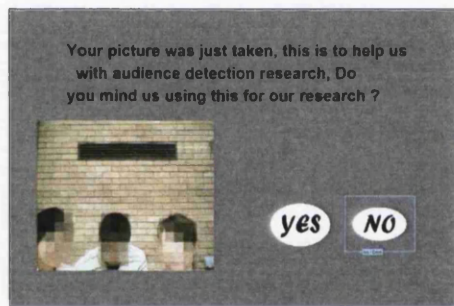 Your picture was just taken, this is to help us
with audience detection research, Do
you mind us using this for our research ?
YES
NO